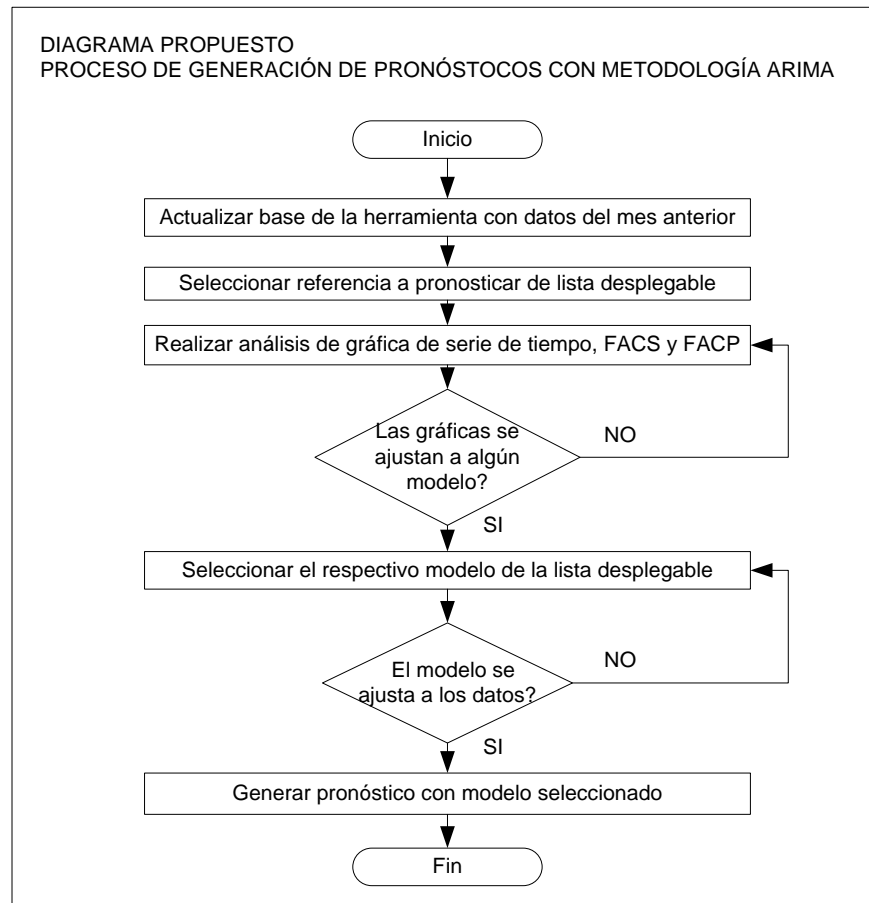 DIAGRAMA PROPUESTO
PROCESO DE GENERACIÓN DE PRONÓSTOCOS CON METODOLOGÍA ARIMA
Inicio
Actualizar base de la herramienta con datos del mes anterior
Seleccionar referencia a pronosticar de lista desplegable
Realizar análisis de gráfica de serie de tiempo, FACS y FACP
Las gráficas se
ajustan a algún
modelo?
NO
SI
Seleccionar el respectivo modelo de la lista desplegable
El modelo se
ajusta a los datos?
NO
SI
Generar pronóstico con modelo seleccionado
Fin